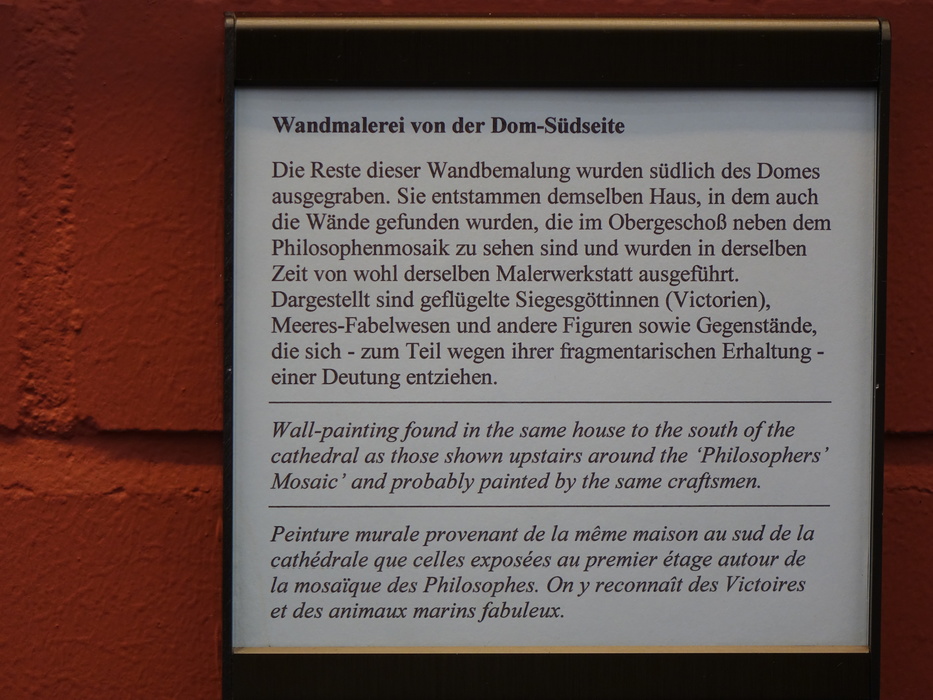 Wandmalerei von der Dom-Südseite
Die Reste dieser Wandbemalung wurden südlich des Domes
ausgegraben. Sie entstammen demselben Haus, in dem auch
die Wände gefunden wurden, die im Obergeschoß neben dem
Philosophenmosaik zu sehen sind und wurden in derselben
Zeit von wohl derselben Malerwerkstatt ausgeführt.
Dargestellt sind geflügelte Siegesgöttinnen (Victorien),
Meeres-Fabelwesen und andere Figuren sowie Gegenstände,
die sich - zum Teil wegen ihrer fragmentarischen Erhaltung -
einer Deutung entziehen.
Wall-painting found in the same house to the south of the
cathedral as those shown upstairs around the ‘Philosophers’
Mosaic’ and probably painted by the same craftsmen.
Peinture murale provenant de la même maison au sud de la
cathédrale que celles exposées au premier étage autour de
la mosaïque des Philosophes. On y reconnaît des Victoires
et des animaux marins fabuleux.